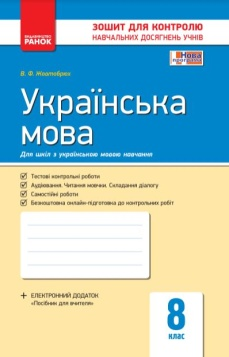 ВИДАВНИЦТВО
РАНОК
ЗОШИТ ДЛЯ КОНТРОЛЮ
НАВЧАЛЬНИХ ДОСЯГНЕНЬ УЧНІВ
Нова
програма
В. Ф. Жовтобрюх
Українська
мова
Для шкіл з українською мовою навчання
Тестові контрольні роботи
Аудіювання. Читання мовчки. Складання діалогу
Самостійні роботи
Безкоштовна онлайн-підготовка до контрольних робіт
+ ЕЛЕКТРОННИЙ ДОДАТОК
«Посібник для вчителя»
8
клас